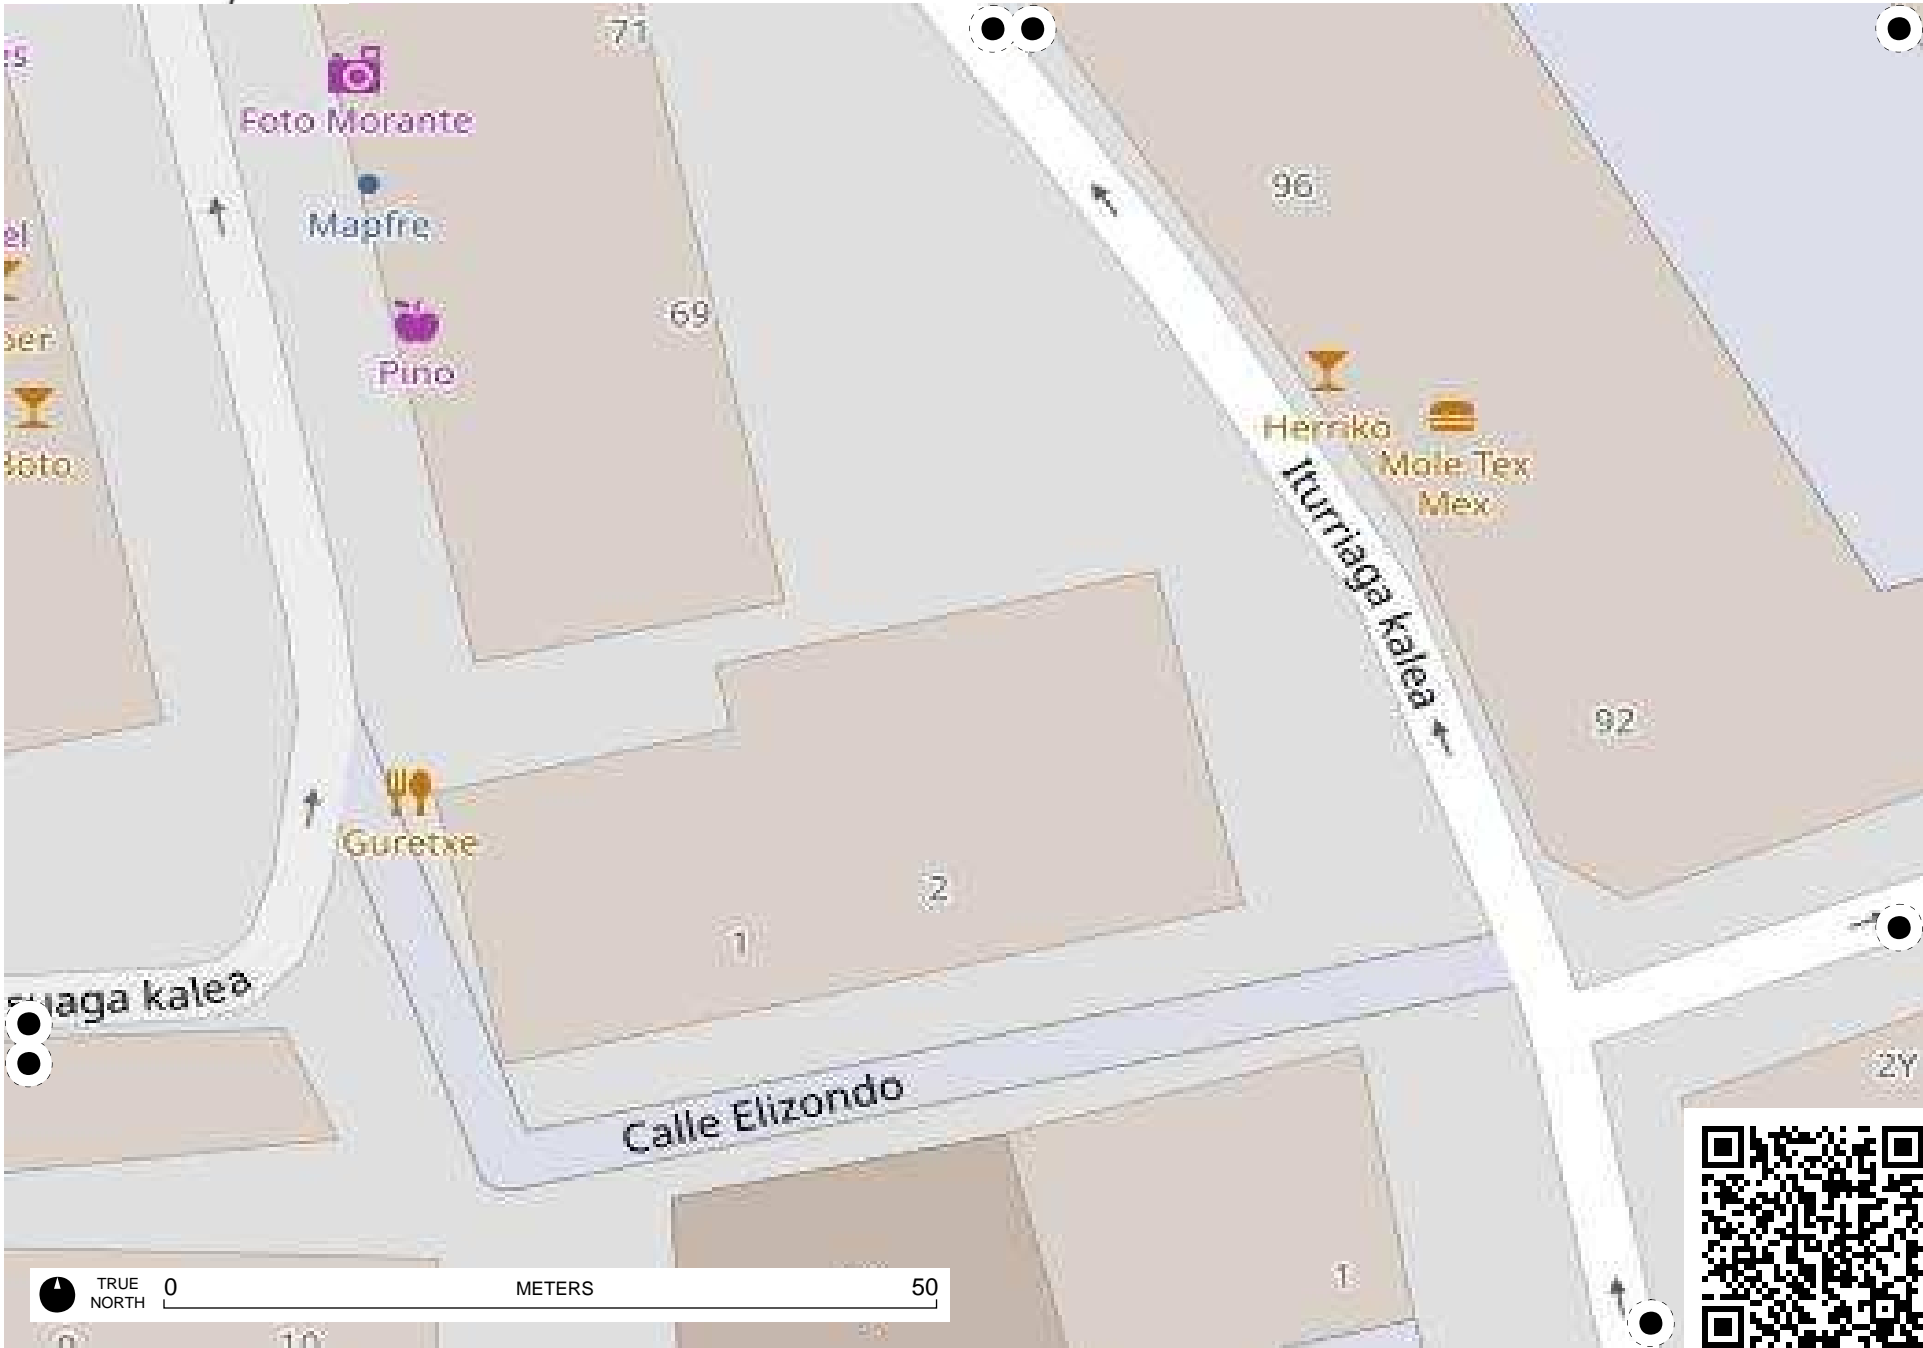 71
Foto Morante
96
Mapfre
69
Pino
Herriko
Mole Tex
Mex
Iturriaga kalea
92
Guretxe
2
1
kalea
Calle Elizondo
2Y
1
TRUE
NORTH
0
METERS
50
10